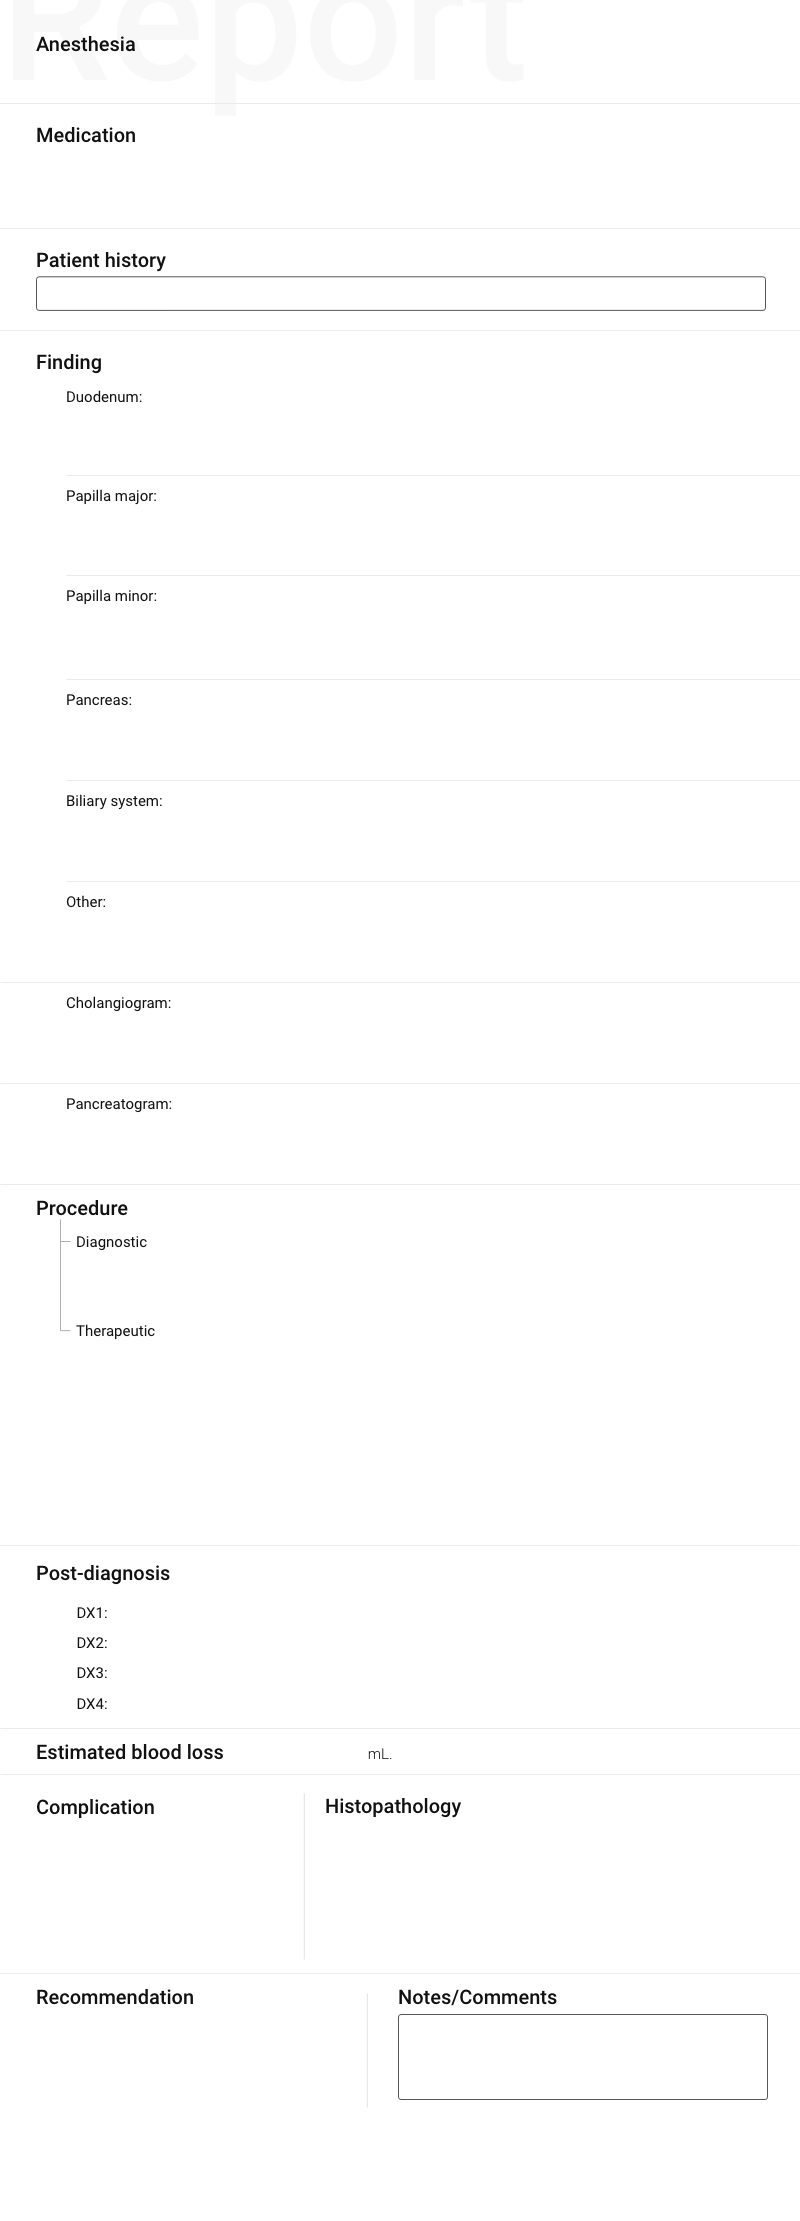 Report
Anesthesia
Medication
Patient history
Finding
Duodenum:
Papilla major:
Papilla minor:
Pancreas:
Biliary system:
Other:
Cholangiogram:
Pancreatogram:
Procedure
Diagnostic
Therapeutic
Post-diagnosis
DX1:
DX2:
DX3:
DX4:
Estimated blood loss mL.
Complication
Histopathology
Recommendation
Notes/Comments